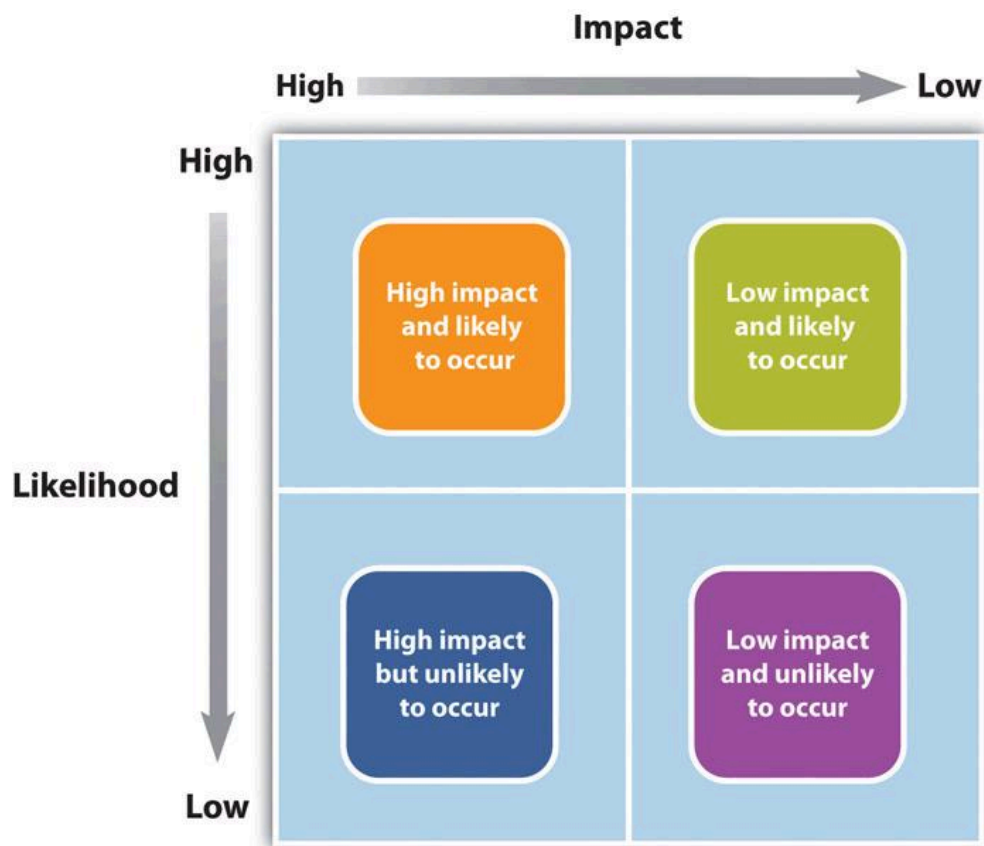 Impact
High
Low
High
High impact
and likely
to occur
Low impact
and likely
to occur
Likelihood
High impact
but unlikely
to occur
Low impact
and unlikely
to occur
Low